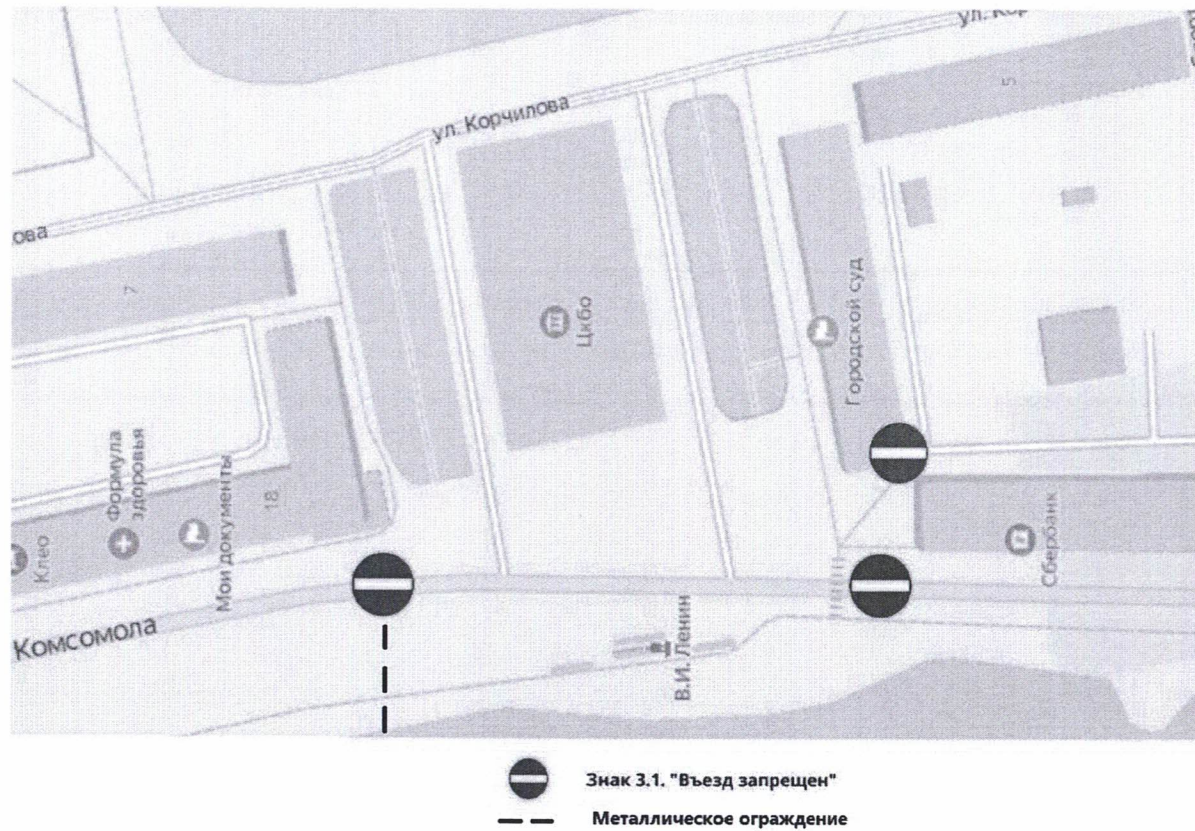 ул. Кор
ул. Корчилова
ова
5
7
Цкбо
Городской суд
Формула
здоровья
Мои документы
18
Клео
Сбербанк
Комсомола
В.И. Ленин
Знак 3.1. "Въезд запрещен"
Металлическое ограждение